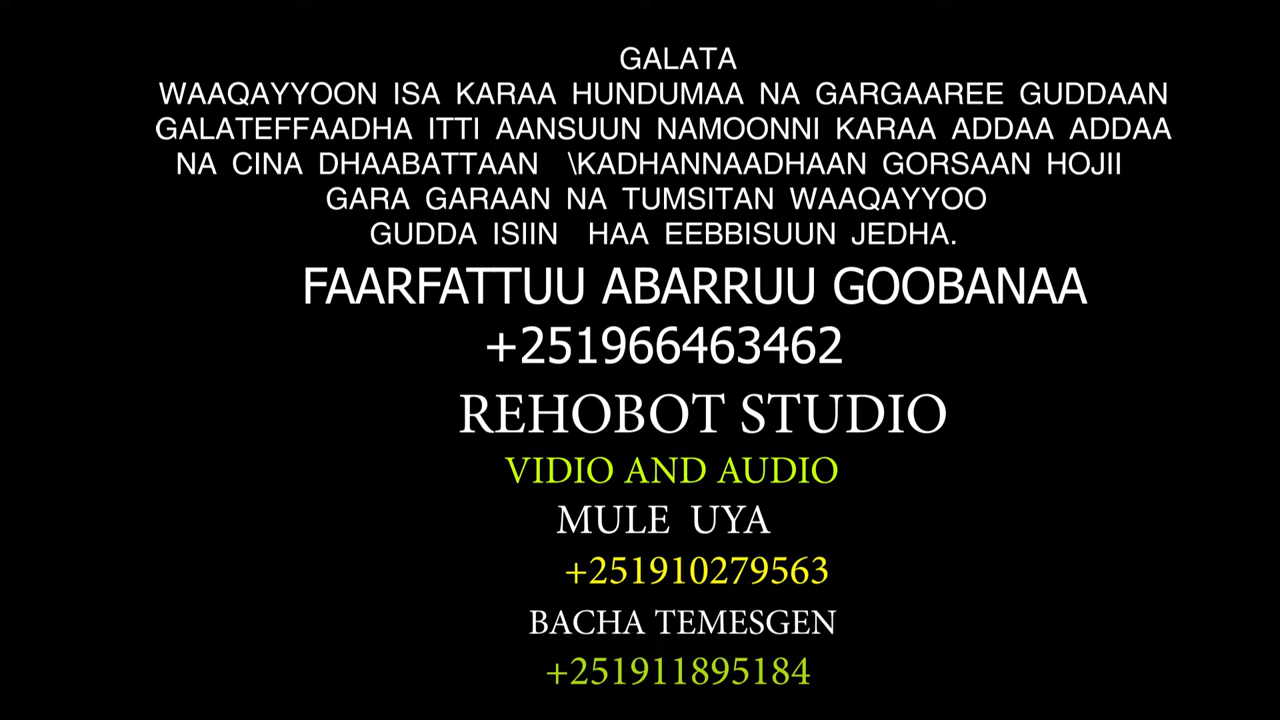 GALATA
WAAQAYYOON ISA KARAA HUNDUMAA NA GARGAAREE GUDDAAN
GALATEFFAADHA ITTI AANSUUN NAMOONNI KARAA ADDAA ADDAA
NA CINA DHAABATTAAN \KADHANNAADHAAN GORSAAN HOJII
GARA GARAAN NA TUMSITAN WAAQAYYOO
GUDDA ISIIN HAA EEBBISUUN JEDHA.
FAARFATTUU ABARRUU GOOBANAA
+251966463462
REHOBOT STUDIO
VIDIO AND AUDIO
MULE UYA
+251910279563
BACHA TEMESGEN
+251911895184